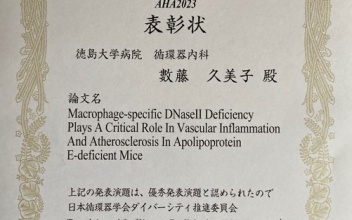 AHA2023
表彰状
徳島大学病院 循環器内科
數藤 久美子 殿
論文名
Macrophage-specific DNaseII Deficiency
Plays A Critical Role In Vascular Inflammation
And Atherosclerosis In Apolipoprotein
E-deficient Mice
上記の発表演題は、優秀発表演題と認められたので
日本循環器学会ダイバーシティ推進委員会